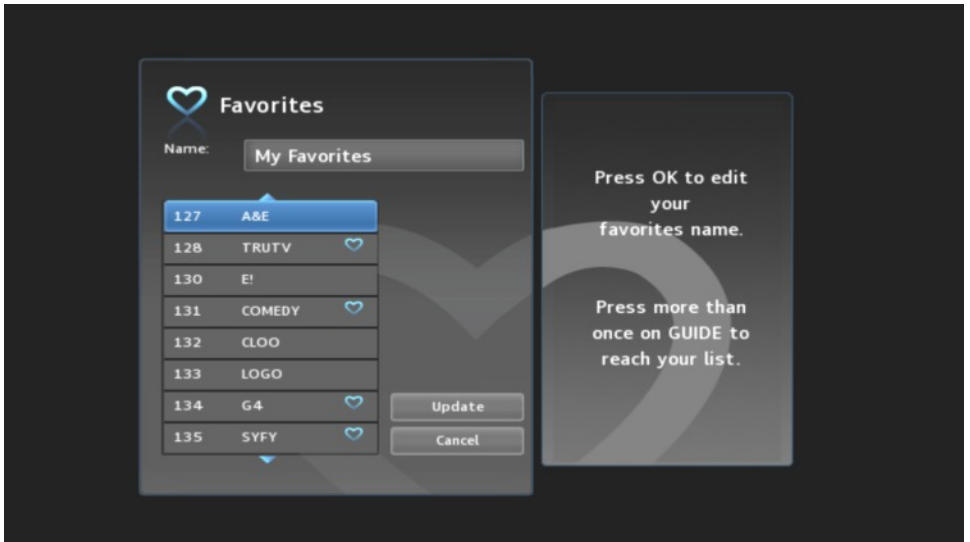 Favorites
Name: My Favorites
127 A&E
128 TRUTV
130 E!
131 COMEDY
132 CLOO
133 LOGO
134 G4
135 SYFY
Update
Cancel
Press OK to edit
your
favorites name.
Press more than
once on GUIDE to
reach your list.